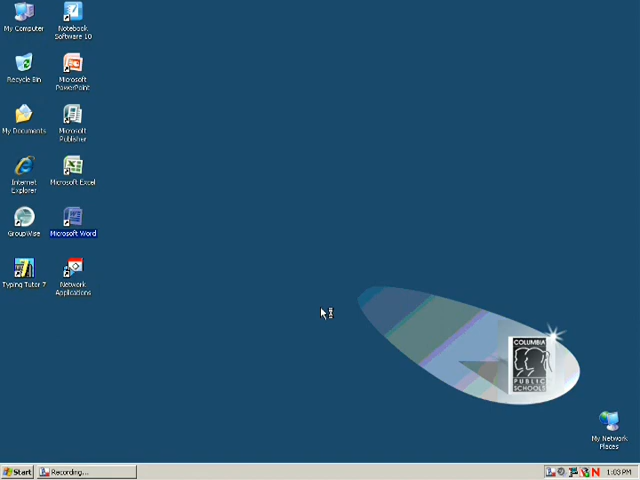 My Computer
Notebook
Software 10
Recycle Bin
Microsoft
PowerPoint
My Documents
Microsoft
Publisher
Internet
Explorer
Microsoft Excel
GroupWise
Microsoft Word
Typing Tutor 7
Network
Applications
COLUMBIA
PUBLIC
SCHOOLS
My Network
Places
Start
Recording...
1:03 PM